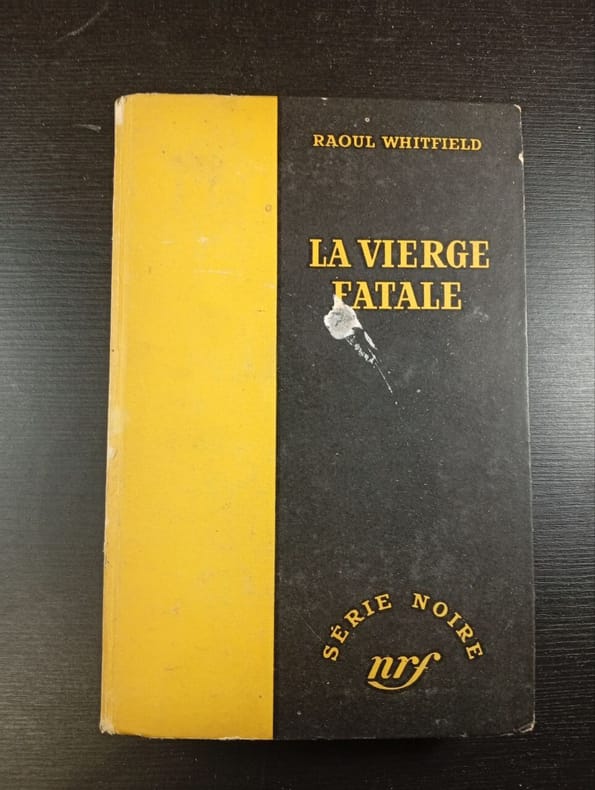 RAOUL WHITFIELD
LA VIERGE
FATALE
SÉRIE NOIRE
nrf